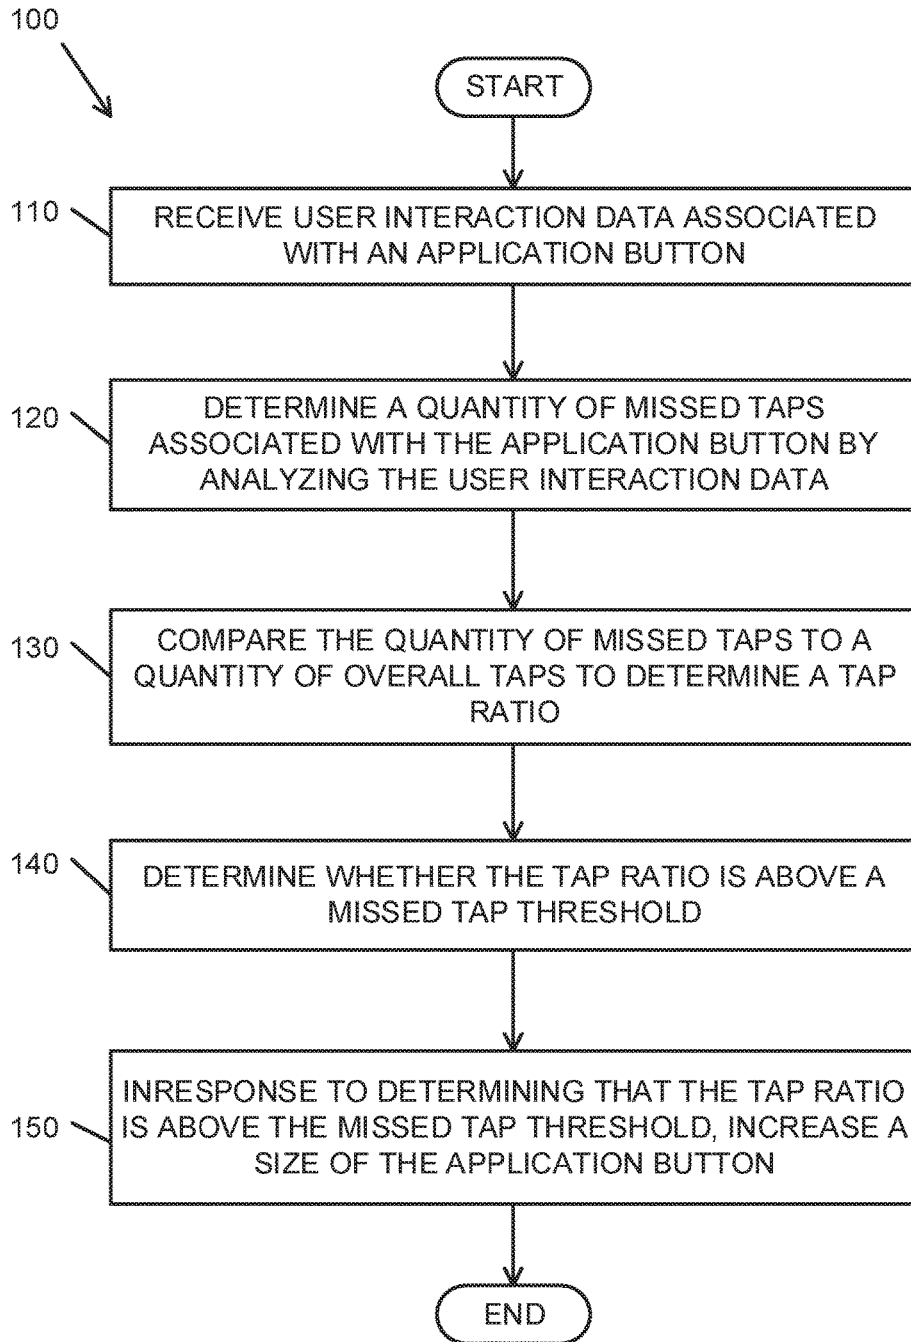 100
START
110
RECEIVE USER INTERACTION DATA ASSOCIATED
WITH AN APPLICATION BUTTON
120
DETERMINE A QUANTITY OF MISSED TAPS
ASSOCIATED WITH THE APPLICATION BUTTON BY
ANALYZING THE USER INTERACTION DATA
130
COMPARE THE QUANTITY OF MISSED TAPS TO A
QUANTITY OF OVERALL TAPS TO DETERMINE A TAP
RATIO
140
DETERMINE WHETHER THE TAP RATIO IS ABOVE A
MISSED TAP THRESHOLD
150
INRESPONSE TO DETERMINING THAT THE TAP RATIO
IS ABOVE THE MISSED TAP THRESHOLD, INCREASE A
SIZE OF THE APPLICATION BUTTON
END